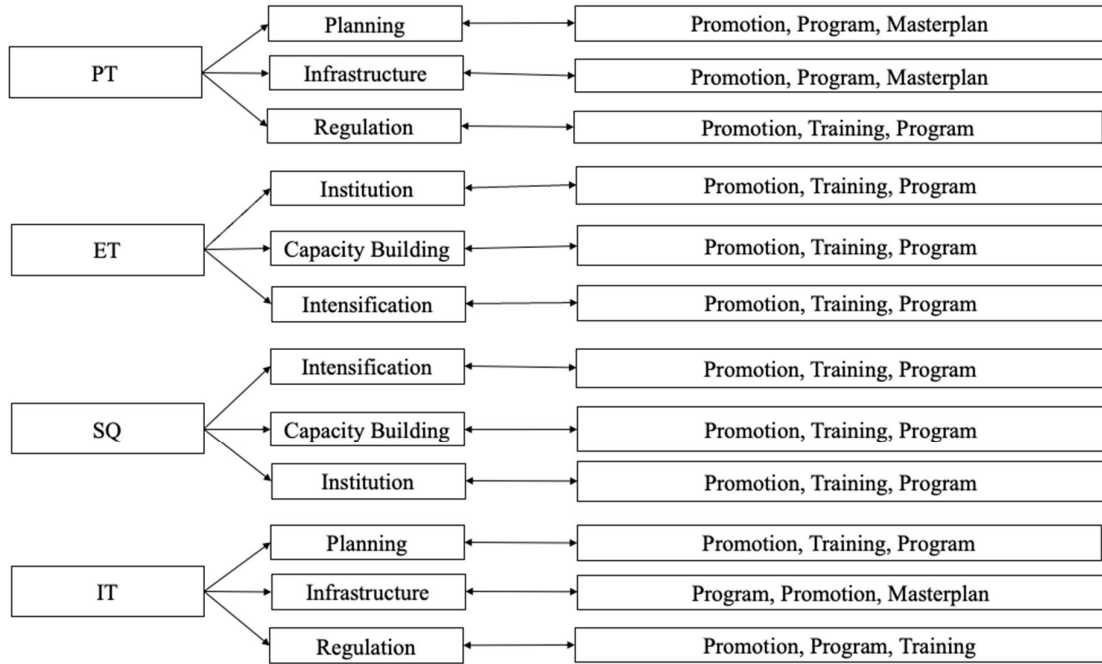 Planning
Promotion, Program, Masterplan
PT
Infrastructure
Promotion, Program, Masterplan
Regulation
Promotion, Training, Program
Institution
Promotion, Training, Program
ET
Capacity Building
Promotion, Training, Program
Intensification
Promotion, Training, Program
Intensification
Promotion, Training, Program
SQ
Capacity Building
Promotion, Training, Program
Institution
Promotion, Training, Program
Planning
Promotion, Training, Program
IT
Infrastructure
Program, Promotion, Masterplan
Regulation
Promotion, Program, Training